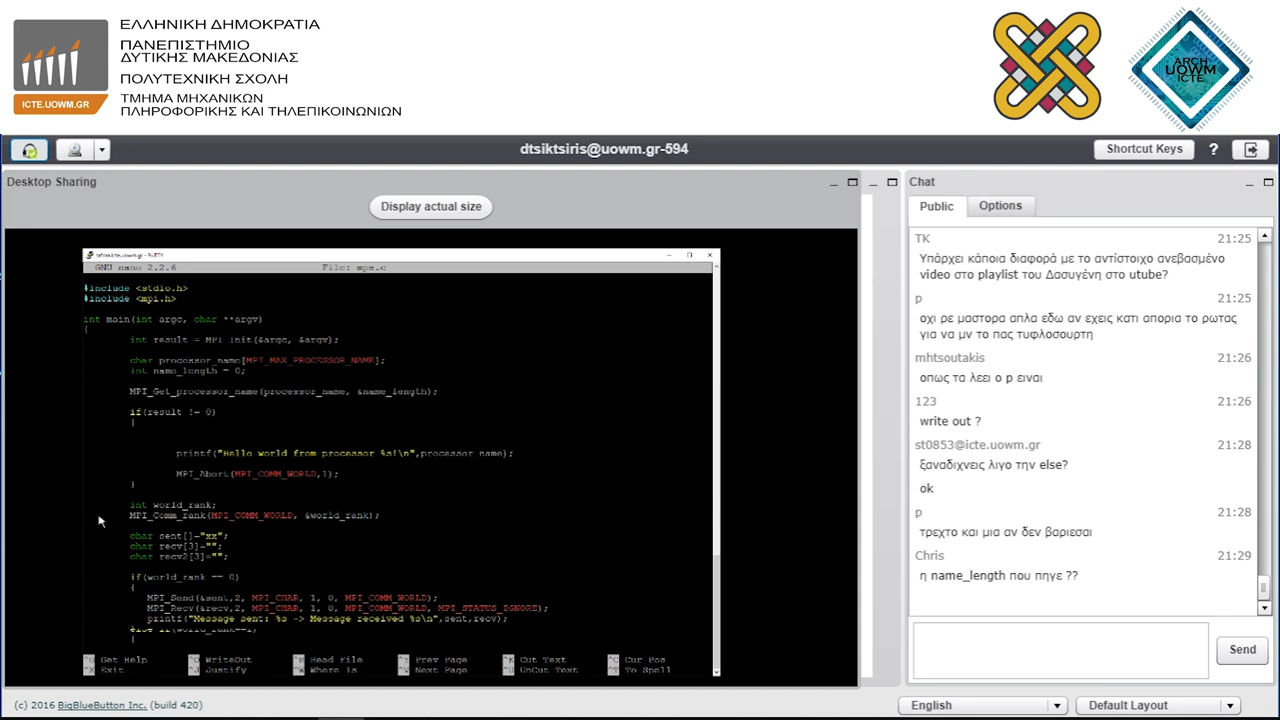 ΕΛΛΗΝΙΚΗ ΔΗΜΟΚΡΑΤΙΑ
ΠΑΝΕΠΙΣΤΗΜΙΟ
ΔΥΤΙΚΗΣ ΜΑΚΕΔΟΝΙΑΣ
ΠΟΛΥΤΕΧΝΙΚΗ ΣΧΟΛΗ
ΤΜΗΜΑ ΜΗΧΑΝΙΚΩΝ
ΠΛΗΡΟΦΟΡΙΚΗΣ ΚΑΙ ΤΗΛΕΠΙΚΟΙΝΩΝΙΩΝ
ICTE.UOWM.GR
ARCH
UOWM
ICTE
dtsiktsiris@uowm.gr-594
Shortcut Keys
?
Desktop Sharing
Display actual size
GNU nano 2.2.6 File: mps.c
#include <stdio.h>
#include <mpi.h>
int main(int argc, char **argv)
{
int result = MPI_Init(&argc, &argv);
char processor_name[MPI_MAX_PROCESSOR_NAME];
int name_length = 0;
MPI_Get_processor_name(processor_name, &name_length);
if(result != 0)
{
printf("Hello world from processor %s!\n",processor_name);
MPI_Abort(MPI_COMM_WORLD,1);
}
int world_rank;
MPI_Comm_rank(MPI_COMM_WORLD, &world_rank);
char sent[]="xx";
char recv[3]="";
char recv2[3]="";
if(world_rank == 0)
{
MPI_Send(&sent,2, MPI_CHAR, 1, 0, MPI_COMM_WORLD);
MPI_Recv(&recv,2, MPI_CHAR, 1, 0, MPI_COMM_WORLD, MPI_STATUS_IGNORE);
printf("Message sent: %s -> Message received %s\n",sent,recv);
else if(world_rank==1)
{
^G Get Help ^O WriteOut ^R Read File ^Y Prev Page ^K Cut Text ^C Cur Pos
^X Exit ^J Justify ^W Where Is ^V Next Page ^U UnCut Text ^T To Spell
Chat
Public Options
TK 21:25
Υπάρχει κάποια διαφορά με το αντίστοιχο ανεβασμένο
video στο playlist του Δασυγένη στο utube?
p 21:25
οχι ρε μαστορα απλα εδω αν εχεις κατι απορια το ρωτας
για να μν το πας τυφλοσουρτη
mhtsoutakis 21:26
οπως τα λεει ο p ειναι
123 21:26
write out ?
st0853@icte.uowm.gr 21:28
ξαναδιχνεις λιγο την else?
ok
p 21:28
τρεχτο και μια αν δεν βαριεσαι
Chris 21:29
η name_length που πηγε ??
Send
(c) 2016 BigBlueButton Inc. (build 420)
English
Default Layout